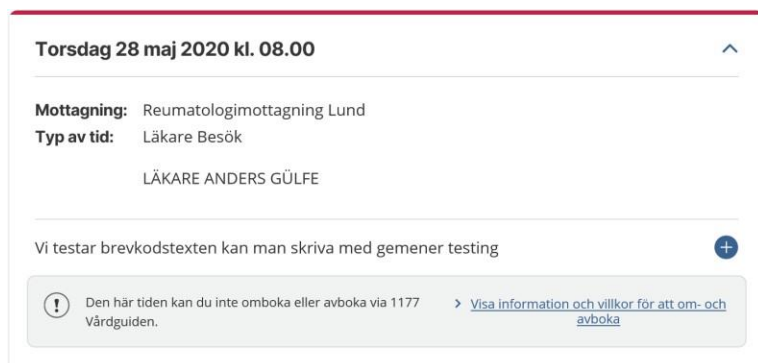 Torsdag 28 maj 2020 kl. 08.00
Mottagning: Reumatologimottagning Lund
Typ av tid: Läkare Besök
LÄKARE ANDERS GÜLFE
Vi testar brevkodstexten kan man skriva med gemener testing
Den här tiden kan du inte omboka eller avboka via 1177
Vårdguiden.
Visa information och villkor för att om- och
avboka